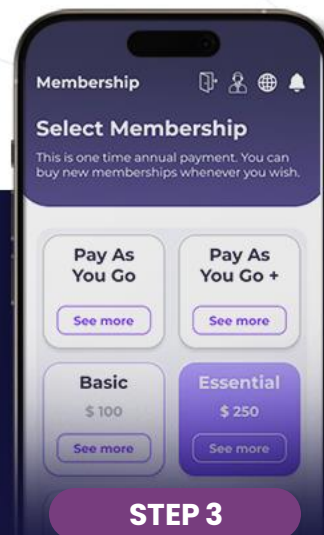 Membership
Select Membership
This is one time annual payment. You can
buy new memberships whenever you wish.
Pay As
You Go
See more
Pay As
You Go +
See more
Basic
$ 100
See more
Essential
$ 250
See more
STEP 3